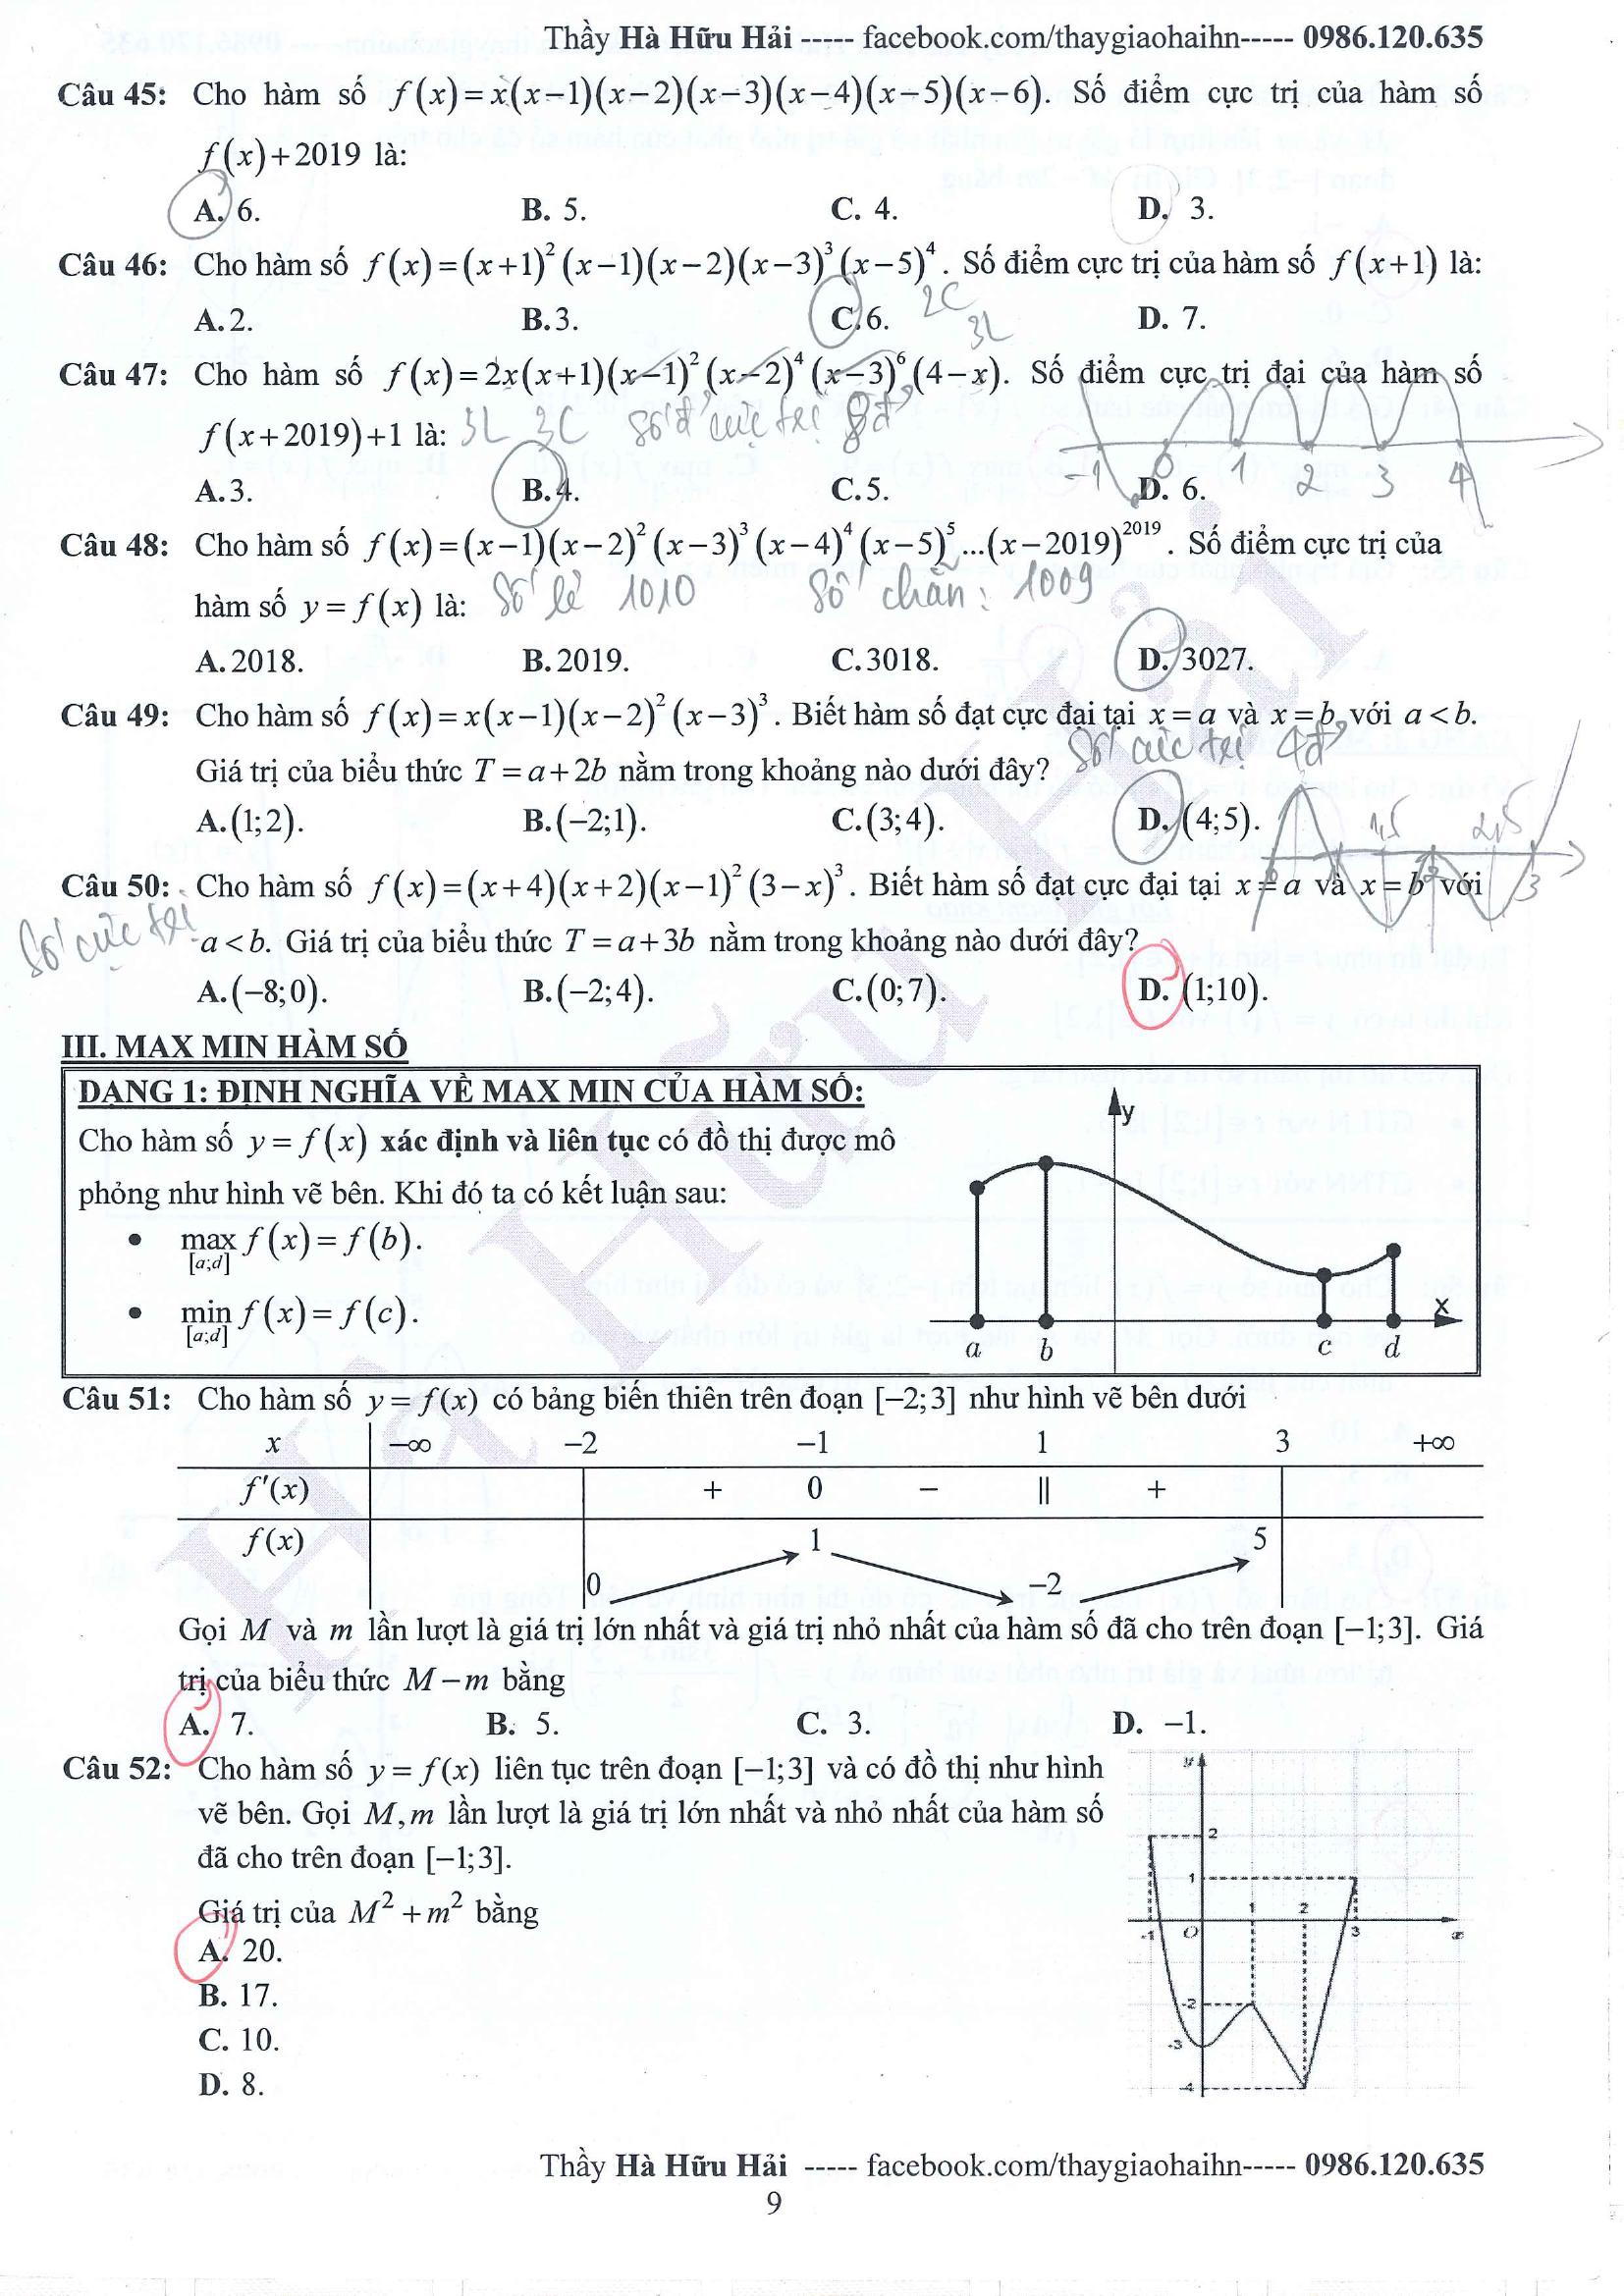 Thầy Hà Hữu Hải ----- facebook.com/thaygiaohaihn----- 0986.120.635
Câu 45: Cho hàm số f(x)=x(x−1)(x−2)(x−3)(x−4)(x−5)(x−6). Số điểm cực trị của hàm số
f(x)+2019 là:
A. 6. B. 5. C. 4. D. 3.
Câu 46: Cho hàm số f(x)=(x+1)²(x−1)(x−2)(x−3)³(x−5)⁴. Số điểm cực trị của hàm số f(x+1) là:
2C
A. 2. B. 3. C. 6. D. 7.
3L
Câu 47: Cho hàm số f(x)=2x(x+1)(x−1)²(x−2)⁴(x−3)⁶(4−x). Số điểm cực trị đại của hàm số
f(x+2019)+1 là: 3L 3C số đ' cực trị 8đ'
-1 0 1 2 3 4
A. 3. B. 4. C. 5. D. 6.
Câu 48: Cho hàm số f(x)=(x−1)(x−2)²(x−3)³(x−4)⁴(x−5)⁵...(x−2019)²⁰¹⁹. Số điểm cực trị của
hàm số y=f(x) là: Số lẻ 1010 Số chẵn: 1009
A. 2018. B. 2019. C. 3018. D. 3027.
Câu 49: Cho hàm số f(x)=x(x−1)(x−2)²(x−3)³. Biết hàm số đạt cực đại tại x=a và x=b với a<b.
Giá trị của biểu thức T=a+2b nằm trong khoảng nào dưới đây? Số cực trị 4đ'
A. (1;2). B. (−2;1). C. (3;4). D. (4;5). 1,5 2,5
Câu 50: Cho hàm số f(x)=(x+4)(x+2)(x−1)²(3−x)³. Biết hàm số đạt cực đại tại x=a và x=b với
2 3
Số cực trị
a<b. Giá trị của biểu thức T=a+3b nằm trong khoảng nào dưới đây?
A. (−8;0). B. (−2;4). C. (0;7). D. (1;10).
III. MAX MIN HÀM SỐ
DẠNG 1: ĐỊNH NGHĨA VỀ MAX MIN CỦA HÀM SỐ:
Cho hàm số y=f(x) xác định và liên tục có đồ thị được mô
phỏng như hình vẽ bên. Khi đó ta có kết luận sau:
• max f(x)=f(b).
[a;d]
• min f(x)=f(c).
[a;d]
y
x
a b c d
Câu 51: Cho hàm số y=f(x) có bảng biến thiên trên đoạn [−2;3] như hình vẽ bên dưới
x −∞ −2 −1 1 3 +∞
f′(x) + 0 − || +
f(x) 1 5
0 −2
Gọi M và m lần lượt là giá trị lớn nhất và giá trị nhỏ nhất của hàm số đã cho trên đoạn [−1;3]. Giá
trị của biểu thức M−m bằng
A. 7. B. 5. C. 3. D. −1.
Câu 52: Cho hàm số y=f(x) liên tục trên đoạn [−1;3] và có đồ thị như hình
vẽ bên. Gọi M,m lần lượt là giá trị lớn nhất và nhỏ nhất của hàm số
đã cho trên đoạn [−1;3].
Giá trị của M²+m² bằng
A. 20.
B. 17.
C. 10.
D. 8.
y
2
1
1 2
-1 O 3 x
-2
-3
-4
Thầy Hà Hữu Hải ----- facebook.com/thaygiaohaihn----- 0986.120.635
9
Hà Hữu Hải